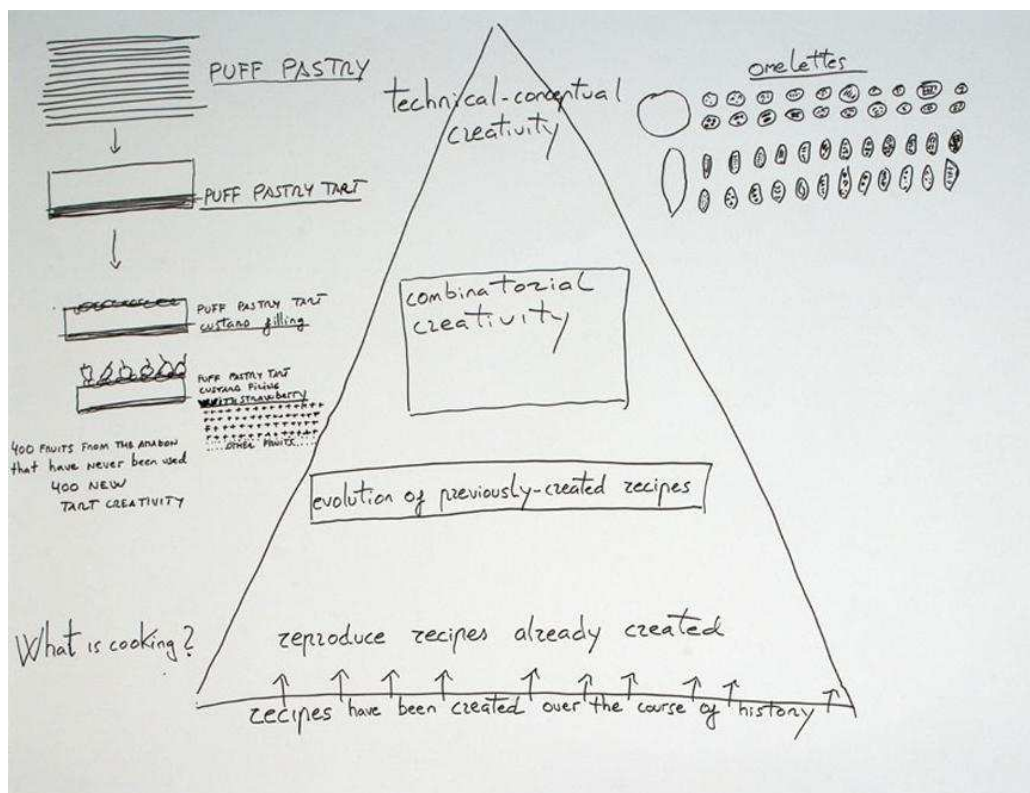 PUFF PASTRY
PUFF PASTRY TART
PUFF PASTRY TART
CUSTARD filling
PUFF PASTRY TART
CUSTARD FILING
WITH STRAWBERRY
OTHER FRUITS
400 FRUITS FROM THE AMAZON
that have never been used
400 NEW
TART CREATIVITY
What is cooking?
technical-conceptual
creativity
combinatorial
creativity
evolution of previously-created recipes
reproduce recipes already created
recipes have been created over the course of history
omelettes